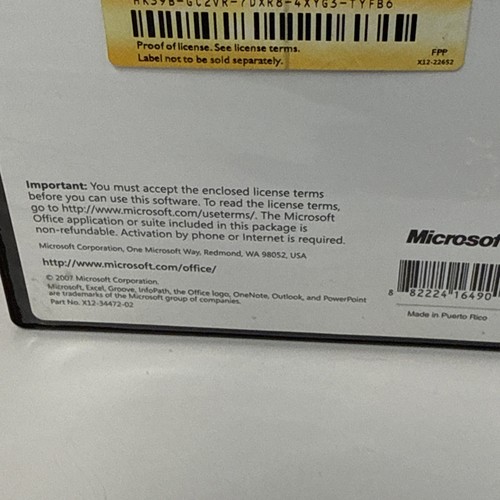 Proof of license. See license terms.
Label not to be sold separately.
FPP
X12-22652
Important: You must accept the enclosed license terms
before you can use this software. To read the license terms,
go to http://www.microsoft.com/useterms/. The Microsoft
Office application or suite included in this package is
non-refundable. Activation by phone or Internet is required.
Microsoft Corporation, One Microsoft Way, Redmond, WA 98052, USA
http://www.microsoft.com/office/
© 2007 Microsoft Corporation.
Microsoft, Excel, Groove, InfoPath, the Office logo, OneNote, Outlook, and PowerPoint
are trademarks of the Microsoft group of companies.
Part No. X12-34472-02
Microsof
8 82224 16490
Made in Puerto Rico